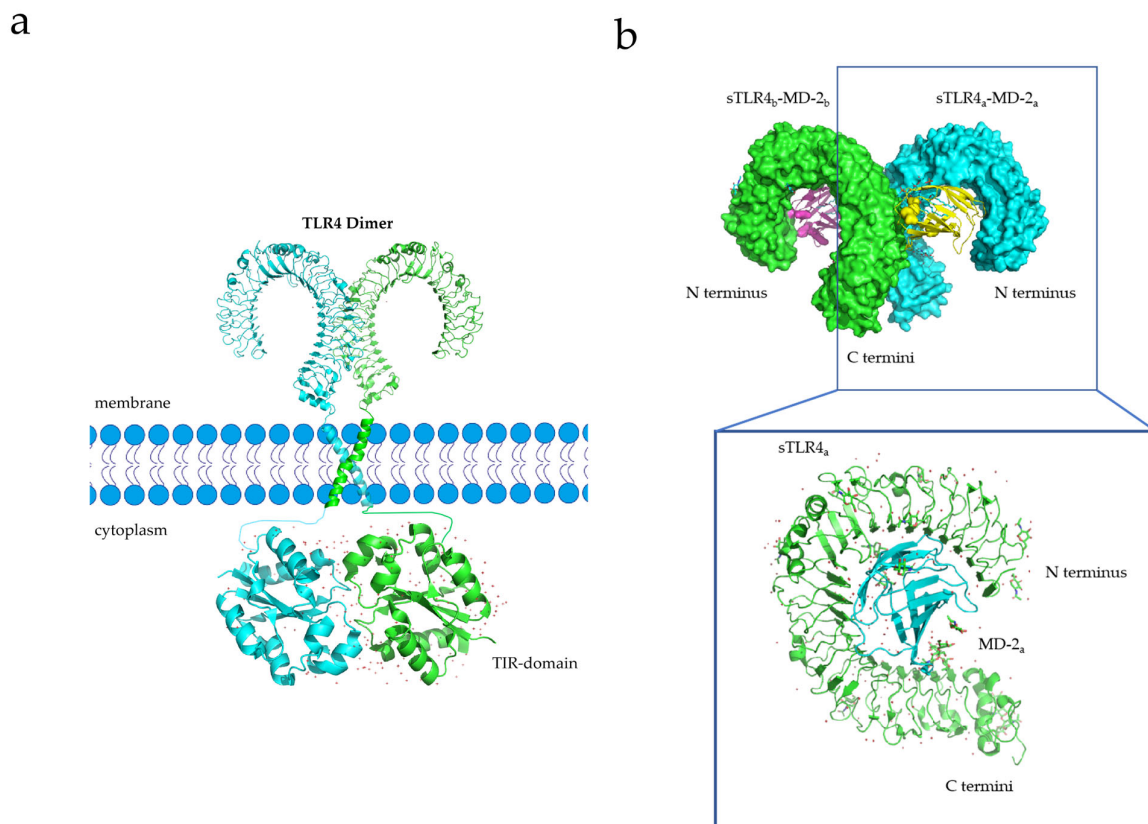 a
TLR4 Dimer
membrane
cytoplasm
TIR-domain
b
sTLR4b-MD-2b
sTLR4a-MD-2a
N terminus
N terminus
C termini
sTLR4a
N terminus
MD-2a
C termini